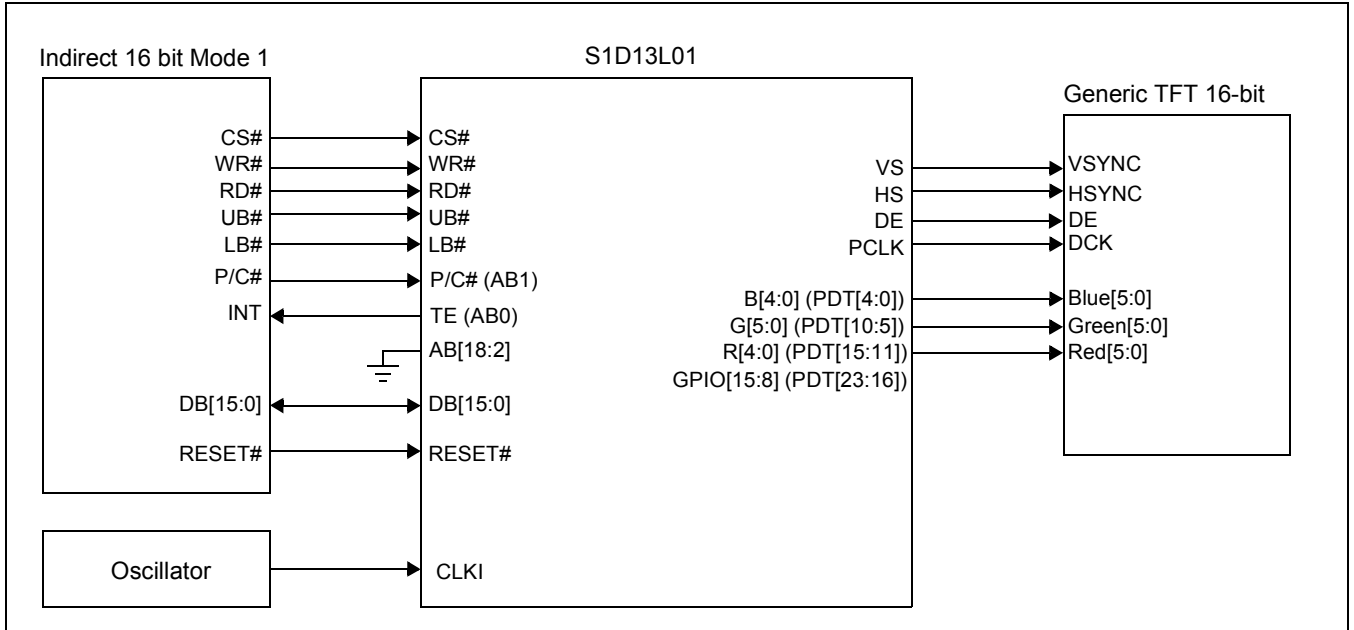 Indirect 16 bit Mode 1
CS#
WR#
RD#
UB#
LB#
P/C#
INT
DB[15:0]
RESET#
Oscillator
S1D13L01
CS#
WR#
RD#
UB#
LB#
P/C# (AB1)
TE (AB0)
AB[18:2]
DB[15:0]
RESET#
CLKI
VS
HS
DE
PCLK
B[4:0] (PDT[4:0])
G[5:0] (PDT[10:5])
R[4:0] (PDT[15:11])
GPIO[15:8] (PDT[23:16])
Generic TFT 16-bit
VSYNC
HSYNC
DE
DCK
Blue[5:0]
Green[5:0]
Red[5:0]